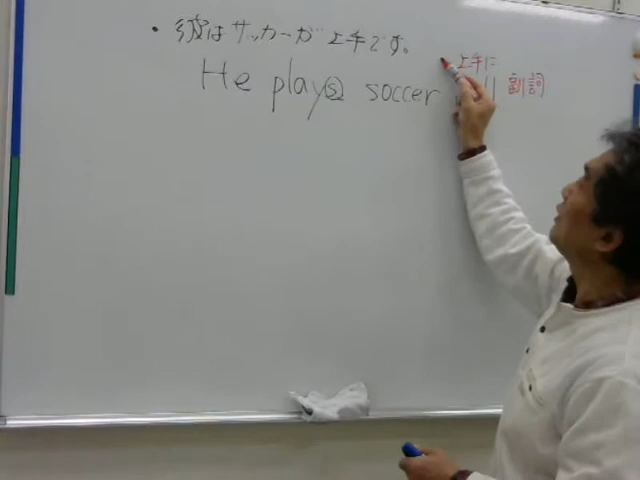 ・彼はサッカーが上手です。
上手に
He plays soccer
副詞